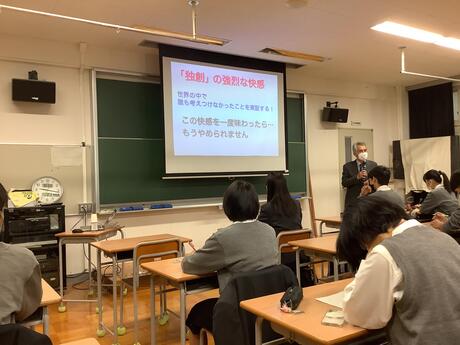 「独創」の強烈な快感
世界の中で
誰も考えつけなかったことを実証する！
この快感を一度味わったら…
もうやめられません